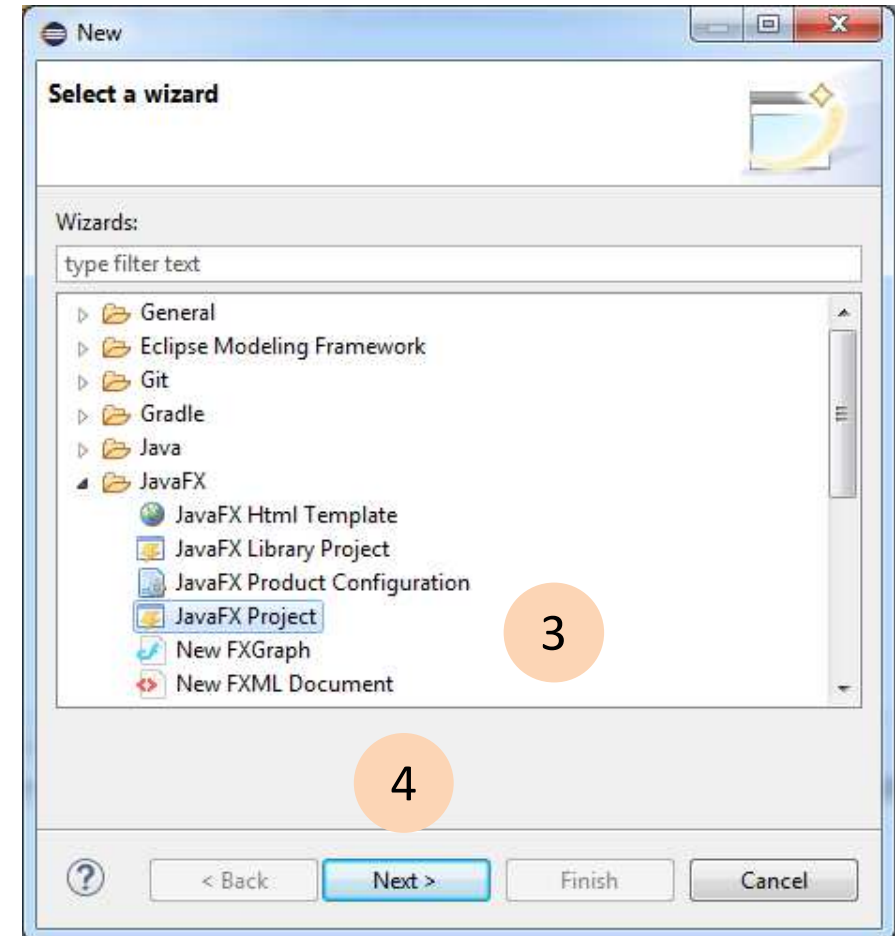 New
Select a wizard
Wizards:
type filter text
General
Eclipse Modeling Framework
Git
Gradle
Java
JavaFX
JavaFX Html Template
JavaFX Library Project
JavaFX Product Configuration
JavaFX Project
3
New FXGraph
New FXML Document
4
? < Back Next > Finish Cancel